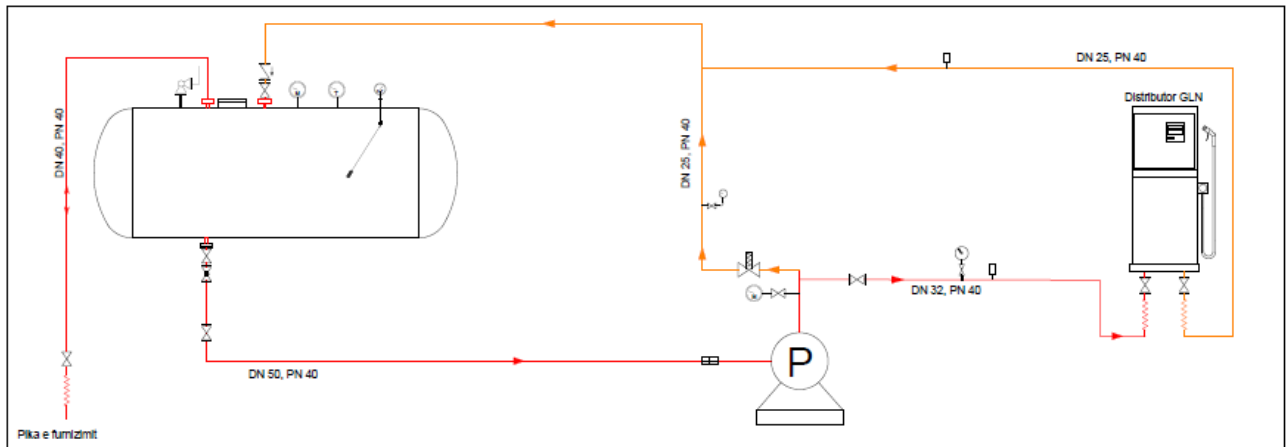 DN 25, PN 40
Distributor GLN
DN 40, PN 40
M
T
DN 25, PN 40
DN 32, PN 40
P
DN 50, PN 40
Pika e furnizimit